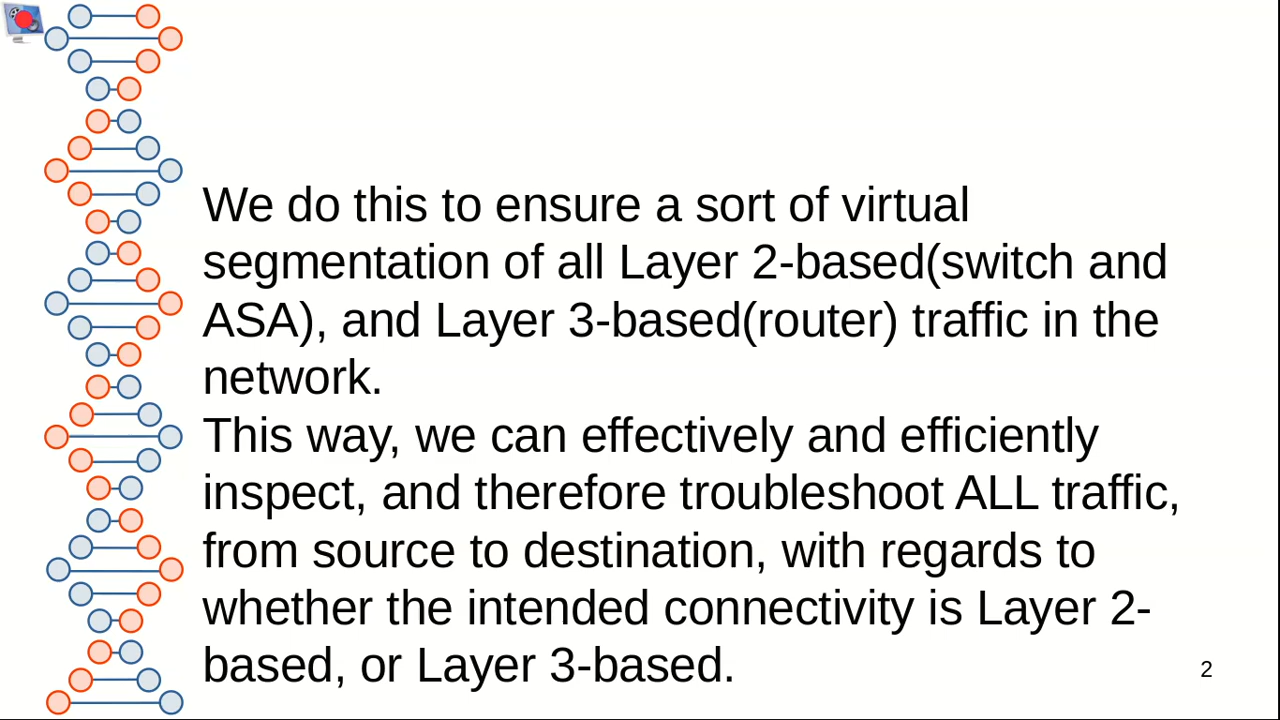 We do this to ensure a sort of virtual
segmentation of all Layer 2-based(switch and
ASA), and Layer 3-based(router) traffic in the
network.
This way, we can effectively and efficiently
inspect, and therefore troubleshoot ALL traffic,
from source to destination, with regards to
whether the intended connectivity is Layer 2-
based, or Layer 3-based.
2